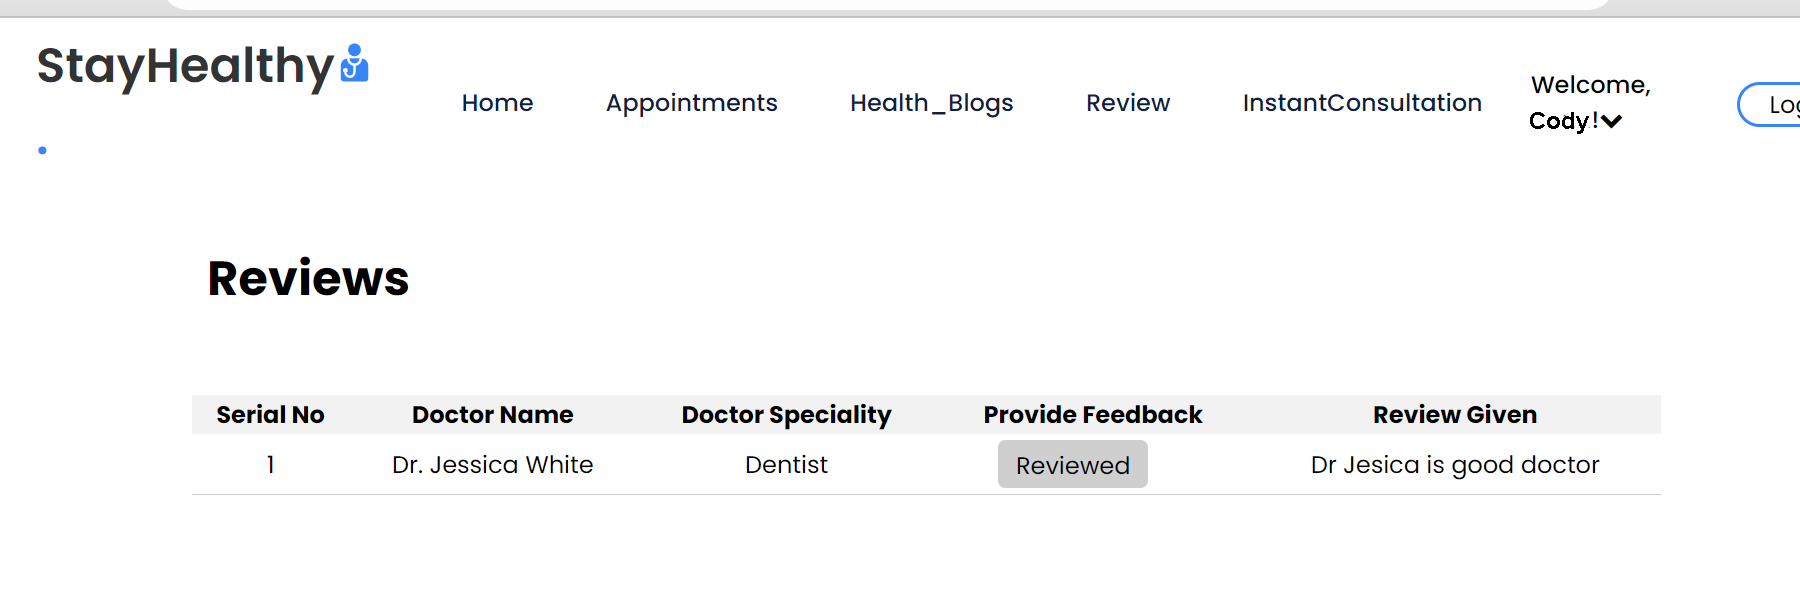 StayHealthy
Home Appointments Health_Blogs Review InstantConsultation
Welcome,
Cody!
Reviews
Serial No Doctor Name Doctor Speciality Provide Feedback Review Given
1 Dr. Jessica White Dentist Reviewed Dr Jesica is good doctor